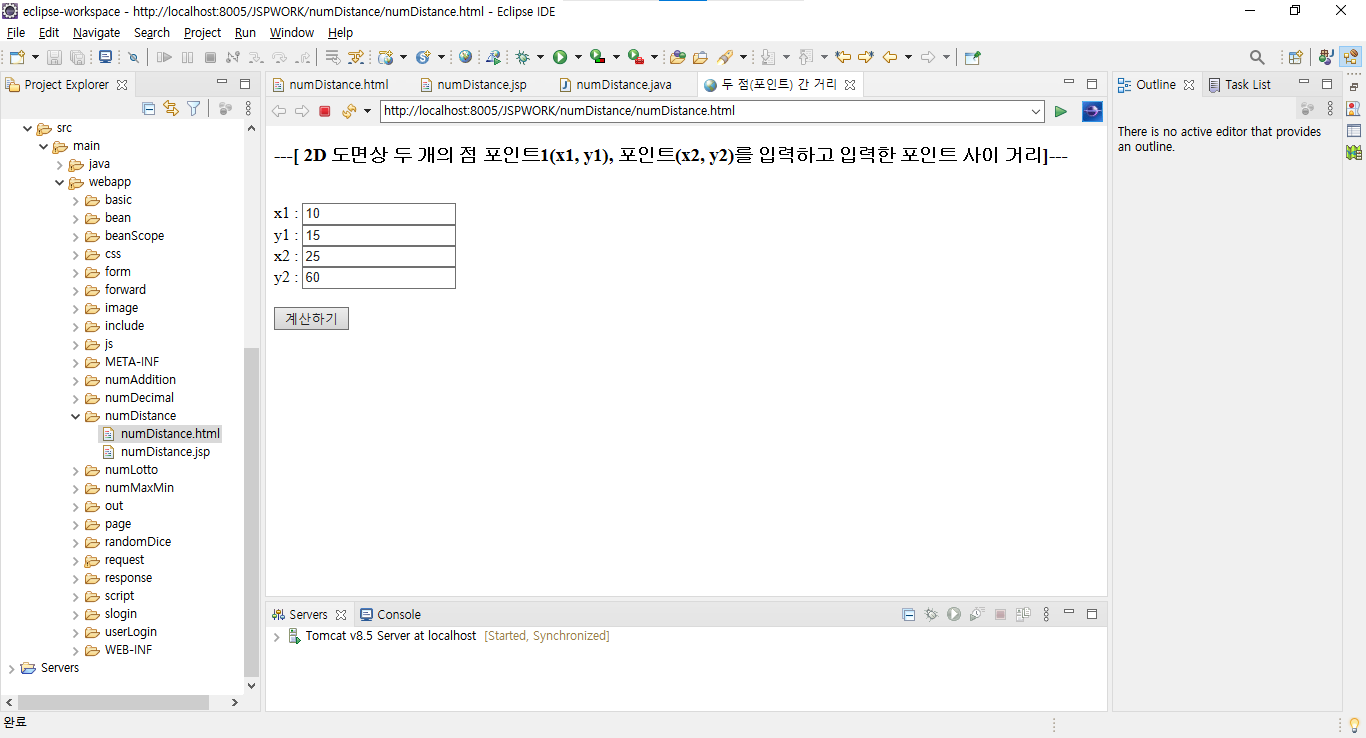 eclipse-workspace - http://localhost:8005/JSPWORK/numDistance/numDistance.html - Eclipse IDE
File Edit Navigate Search Project Run Window Help
Project Explorer
src
main
java
webapp
basic
bean
beanScope
css
form
forward
image
include
js
META-INF
numAddition
numDecimal
numDistance
numDistance.html
numDistance.jsp
numLotto
numMaxMin
out
page
randomDice
request
response
script
slogin
userLogin
WEB-INF
Servers
numDistance.html numDistance.jsp numDistance.java 두 점(포인트) 간 거리
http://localhost:8005/JSPWORK/numDistance/numDistance.html
---[ 2D 도면상 두 개의 점 포인트1(x1, y1), 포인트(x2, y2)를 입력하고 입력한 포인트 사이 거리]---
x1 : 10
y1 : 15
x2 : 25
y2 : 60
계산하기
Servers Console
Tomcat v8.5 Server at localhost [Started, Synchronized]
Outline Task List
There is no active editor that provides
an outline.
완료